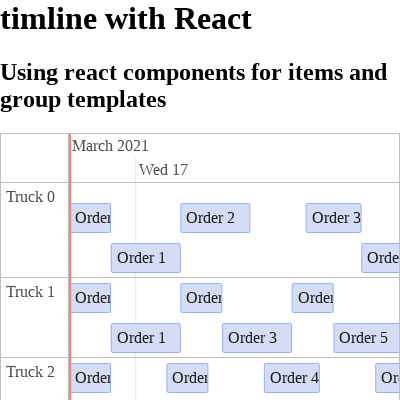 timline with React
Using react components for items and
group templates
March 2021
Wed 17
Truck 0
Order 2
Order 3
Order 1
Orde
Truck 1
Order
Order
Order
Order 1
Order 3
Order 5
Truck 2
Order
Order
Order 4
Or